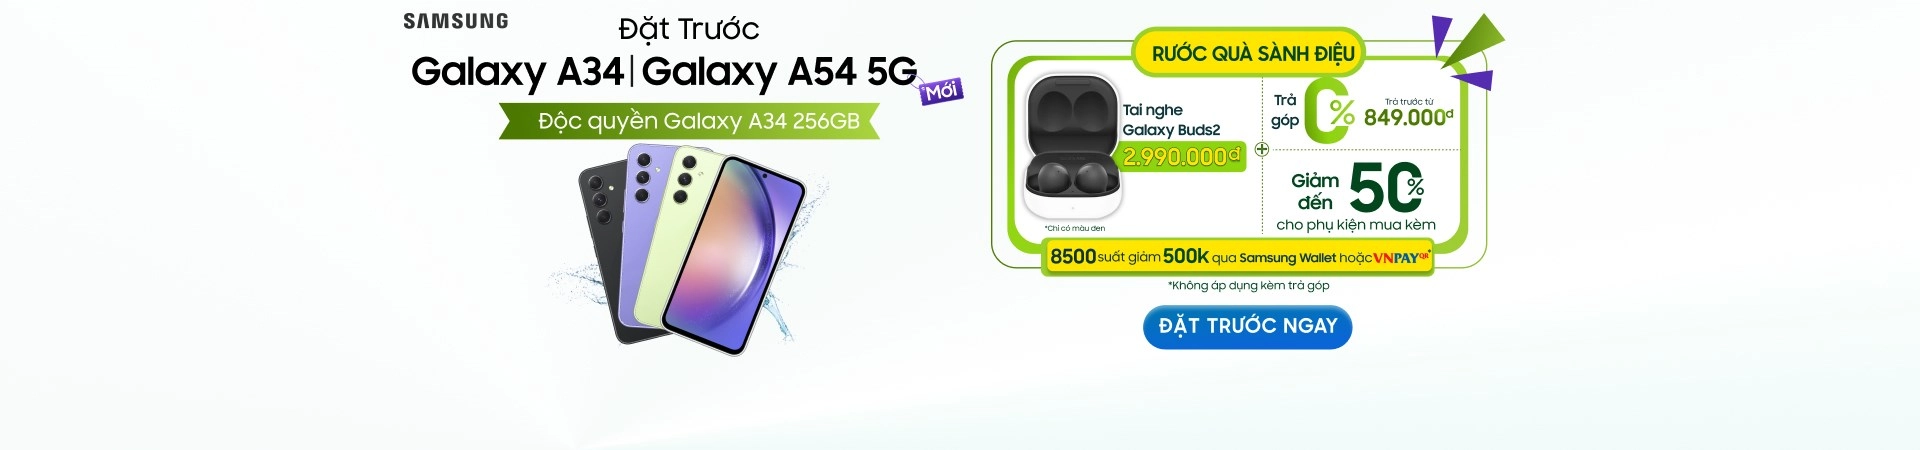 SAMSUNG
Đặt Trước
Galaxy A34 | Galaxy A54 5G
Mới
Độc quyền Galaxy A34 256GB
RƯỚC QUÀ SÀNH ĐIỆU
Tai nghe
Galaxy Buds2
2.990.000đ
*Chỉ có màu đen
Trả góp 0%
Trả trước từ
849.000đ
Giảm đến 50%
cho phụ kiện mua kèm
8500 suất giảm 500k qua Samsung Wallet hoặc VNPAYQR*
*Không áp dụng kèm trả góp
ĐẶT TRƯỚC NGAY